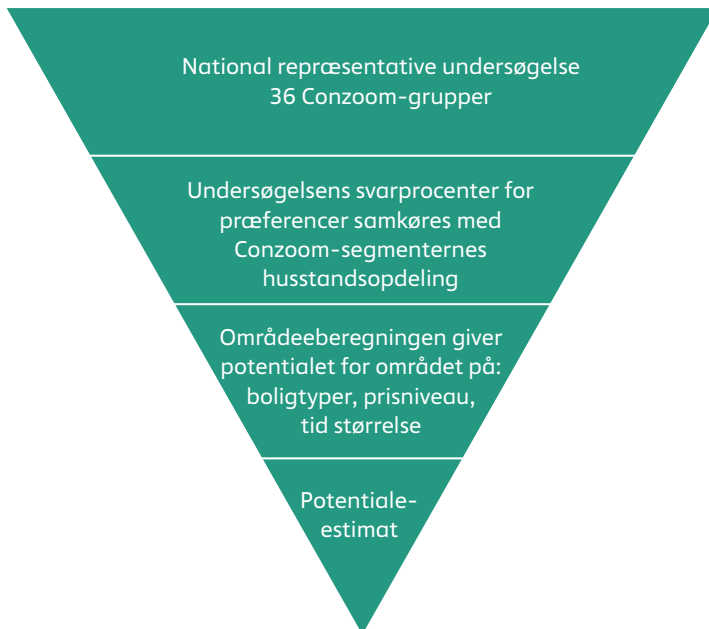 National repræsentative undersøgelse
36 Conzoom-grupper
Undersøgelsens svarprocenter for
præferencer samkøres med
Conzoom-segmenternes
husstandsopdeling
Områdeeberegningen giver
potentialet for området på:
boligtyper, prisniveau,
tid størrelse
Potentiale-
estimat